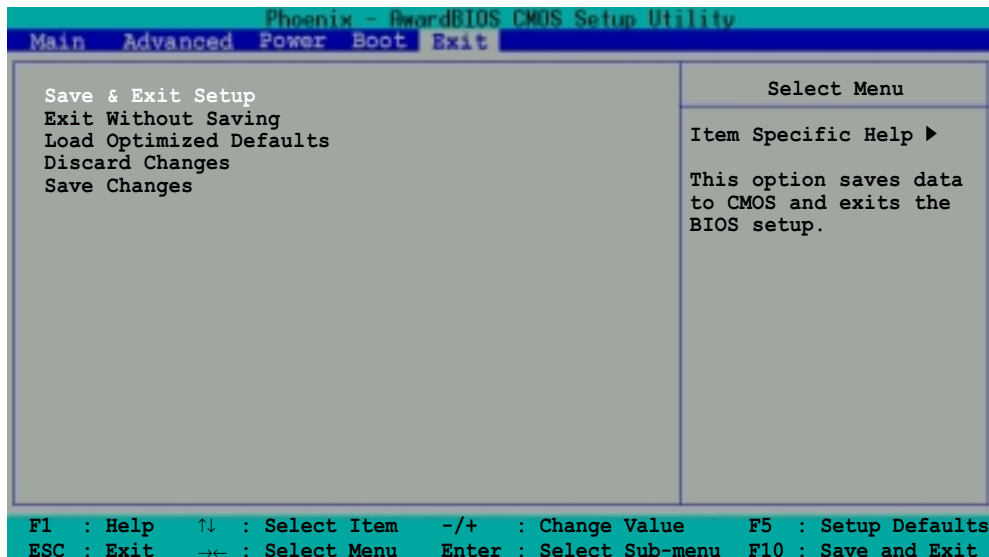 Phoenix - AwardBIOS CMOS Setup Utility
Main Advanced Power Boot Exit
Save & Exit Setup
Exit Without Saving
Load Optimized Defaults
Discard Changes
Save Changes
Select Menu
Item Specific Help ▶
This option saves data
to CMOS and exits the
BIOS setup.
F1 : Help ↑↓ : Select Item -/+ : Change Value F5 : Setup Defaults
ESC : Exit →← : Select Menu Enter : Select Sub-menu F10 : Save and Exit